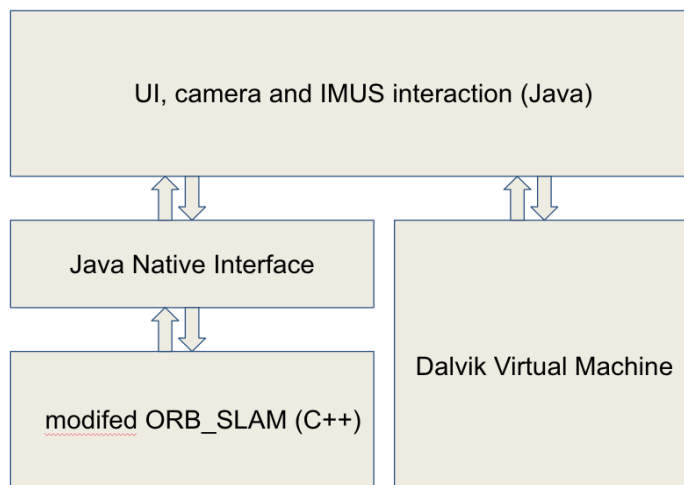 UI, camera and IMUS interaction (Java)
Java Native Interface
Dalvik Virtual Machine
modifed ORB_SLAM (C++)